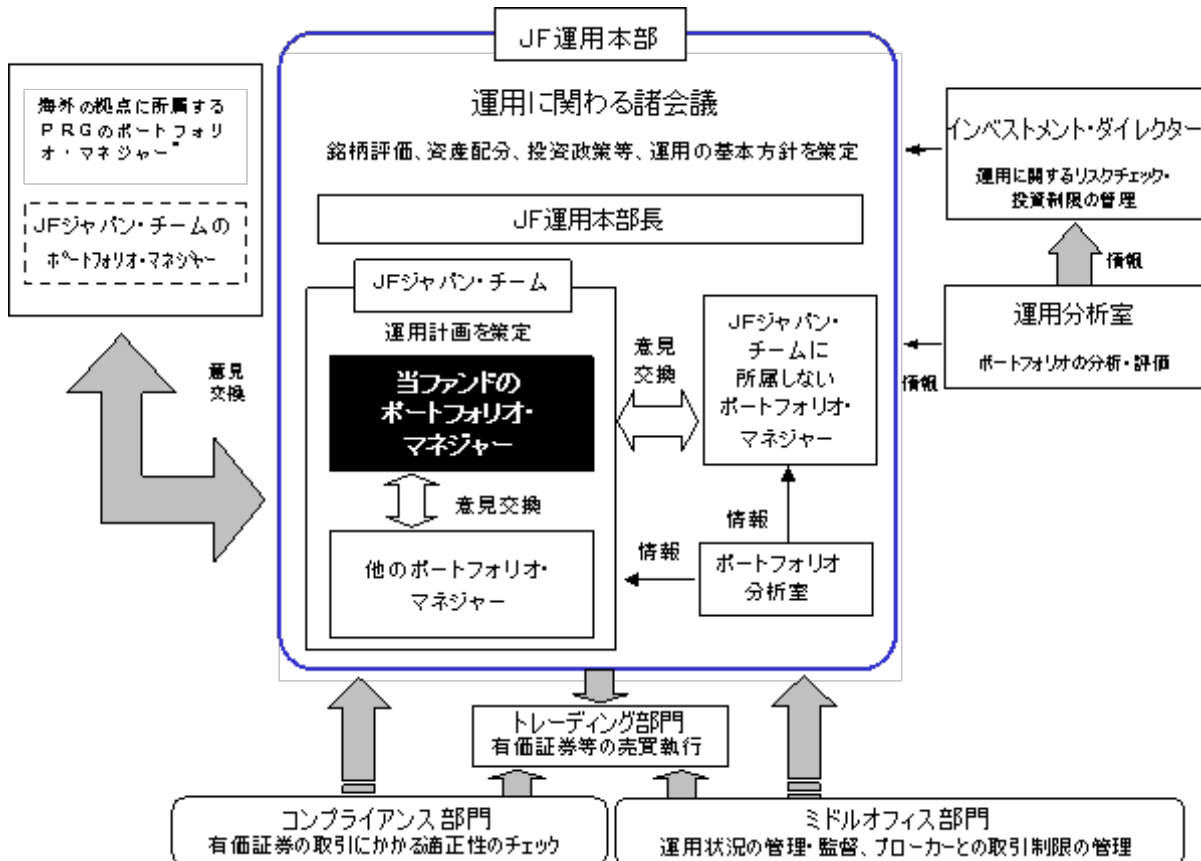 JF運用本部
海外の拠点に所属する
PRGのポートフォリ
オ・マネジャー*
JFジャパン・チームの
ポートフォリオ・マネジャー
意見
交換
運用に関わる諸会議
銘柄評価、資産配分、投資政策等、運用の基本方針を策定
JF運用本部長
JFジャパン・チーム
運用計画を策定
当ファンドの
ポートフォリオ・
マネジャー
意見交換
他のポートフォリオ・
マネジャー
意見
交換
JFジャパン・
チームに
所属しない
ポートフォリオ・
マネジャー
情報
情報
ポートフォリオ
分析室
インベストメント・ダイレクター
運用に関するリスクチェック・
投資制限の管理
情報
運用分析室
ポートフォリオの分析・評価
情報
トレーディング部門
有価証券等の売買執行
コンプライアンス部門
有価証券の取引にかかる適正性のチェック
ミドルオフィス部門
運用状況の管理・監督、ブローカーとの取引制限の管理